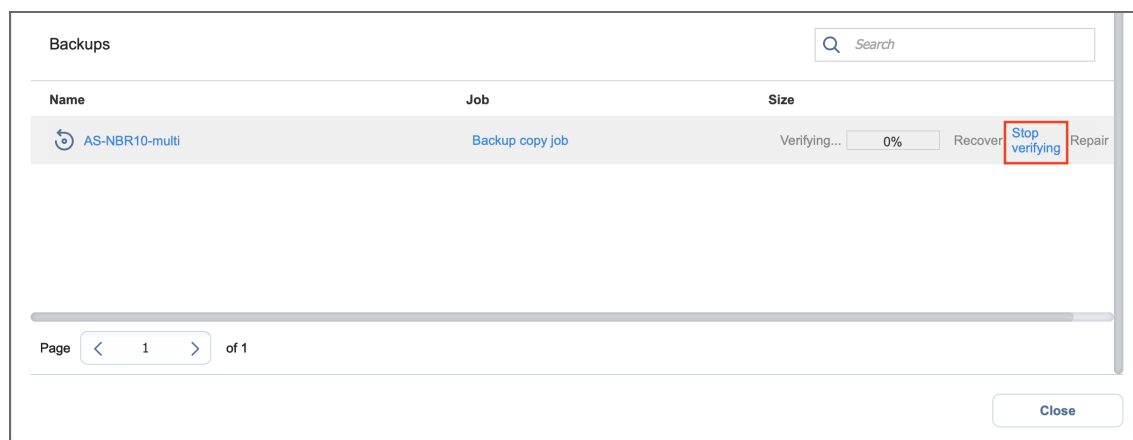 Backups
Search
Name Job Size
AS-NBR10-multi Backup copy job Verifying... 0% Recover Stop verifying Repair
Page 1 of 1
Close